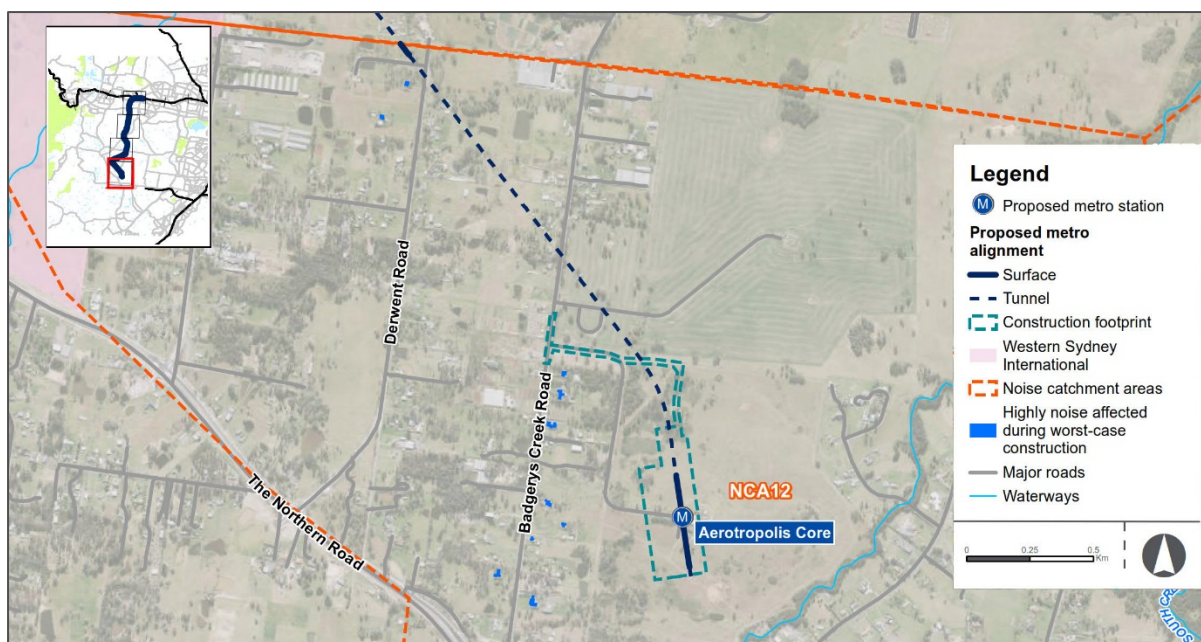 Derwent Road
Badgerys Creek Road
The Northern Road
NCA12
M
Aerotropolis Core
Legend
M
Proposed metro station
Proposed metro
alignment
Surface
Tunnel
Construction footprint
Western Sydney
International
Noise catchment areas
Highly noise affected
during worst-case
construction
Major roads
Waterways
0
0.25
0.5
Km
SOUTH